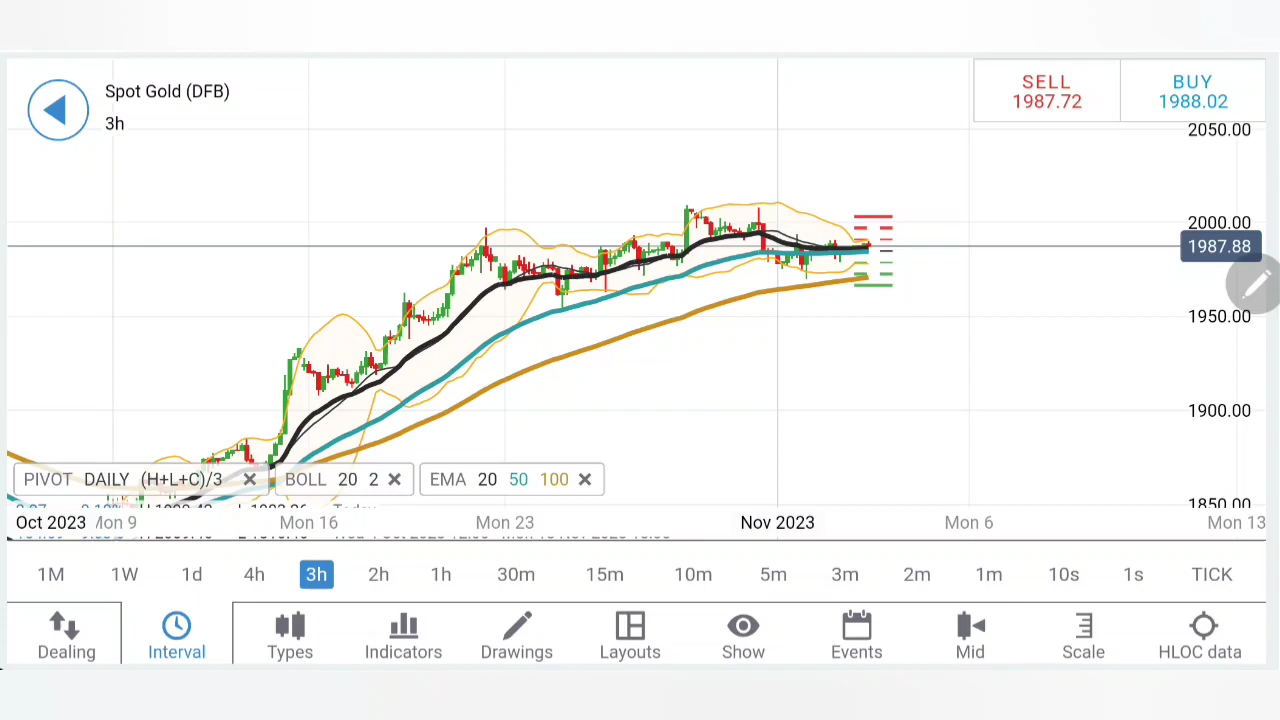 Spot Gold (DFB)
3h
SELL
1987.72
BUY
1988.02
2050.00
2000.00
1987.88
1950.00
1900.00
1850.00
PIVOT DAILY (H+L+C)/3
BOLL 20 2
EMA 20 50 100
Oct 2023 Mon 9 Mon 16 Mon 23 Nov 2023 Mon 6 Mon 13
1M 1W 1d 4h 3h 2h 1h 30m 15m 10m 5m 3m 2m 1m 10s 1s TICK
Dealing Interval Types Indicators Drawings Layouts Show Events Mid Scale HLOC data